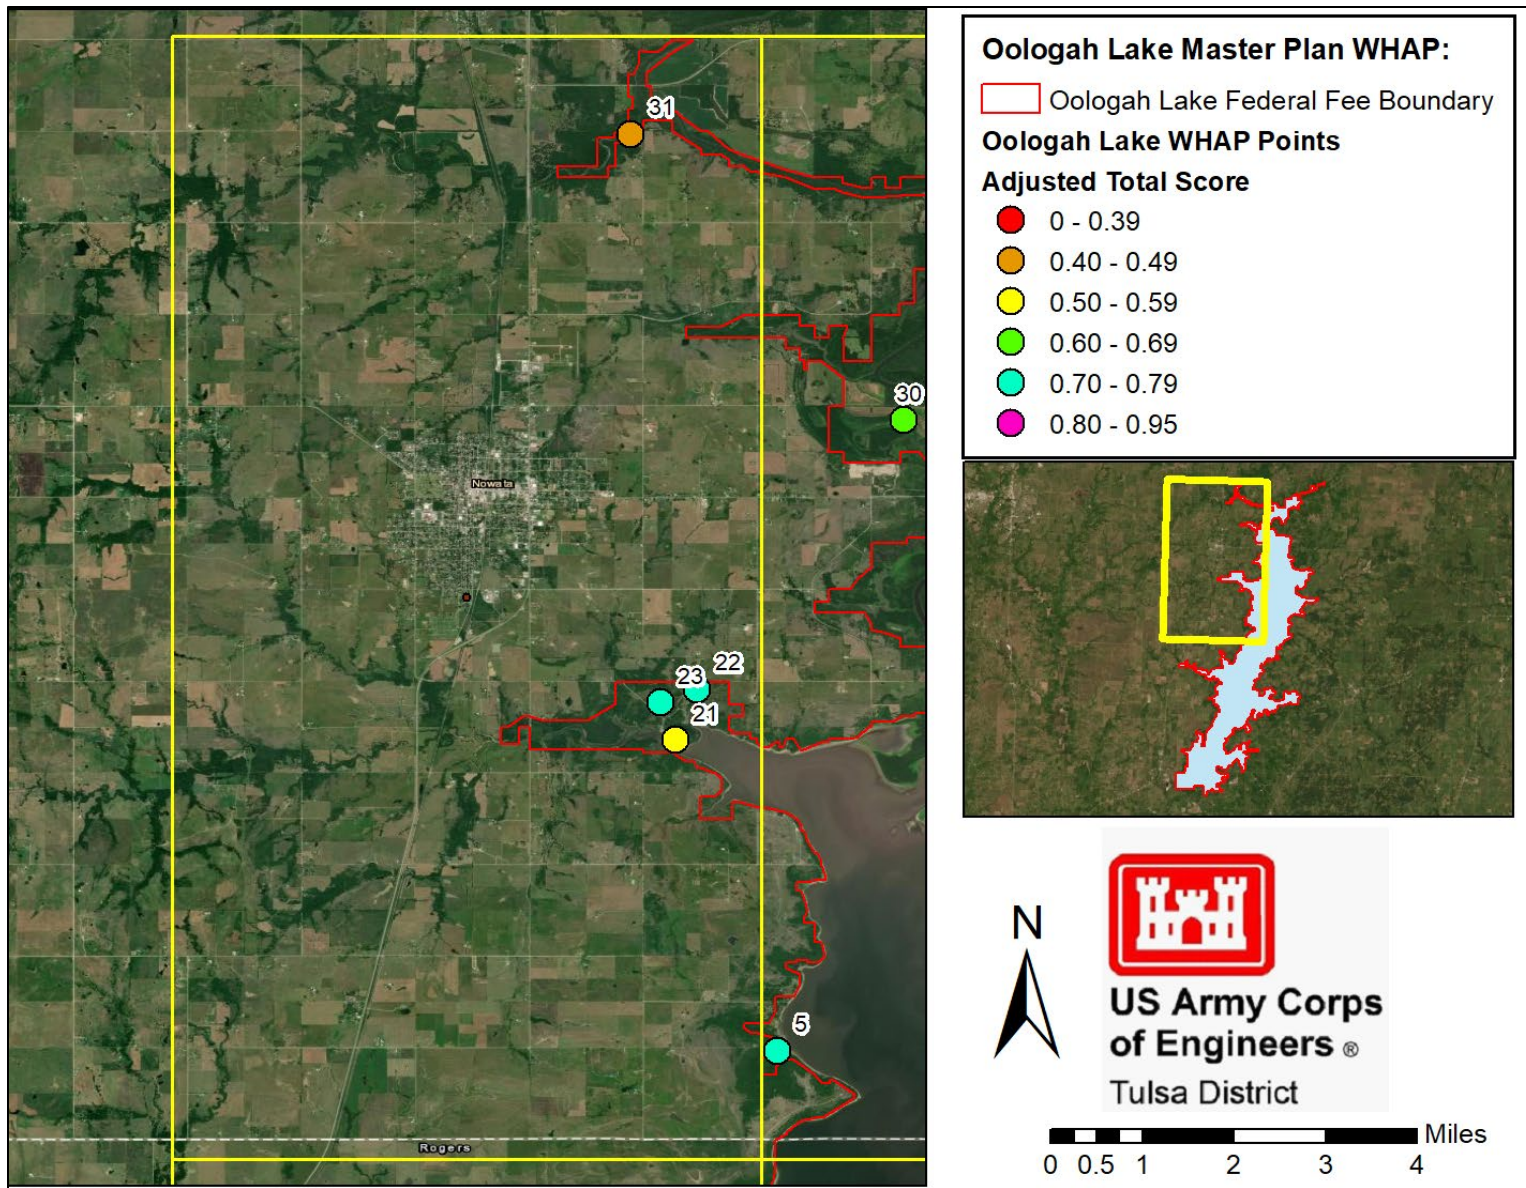 31
30
Nowata
22
23
21
5
Rogers
Oologah Lake Master Plan WHAP:
Oologah Lake Federal Fee Boundary
Oologah Lake WHAP Points
Adjusted Total Score
0 - 0.39
0.40 - 0.49
0.50 - 0.59
0.60 - 0.69
0.70 - 0.79
0.80 - 0.95
N
US Army Corps
of Engineers ®
Tulsa District
Miles
0 0.5 1 2 3 4